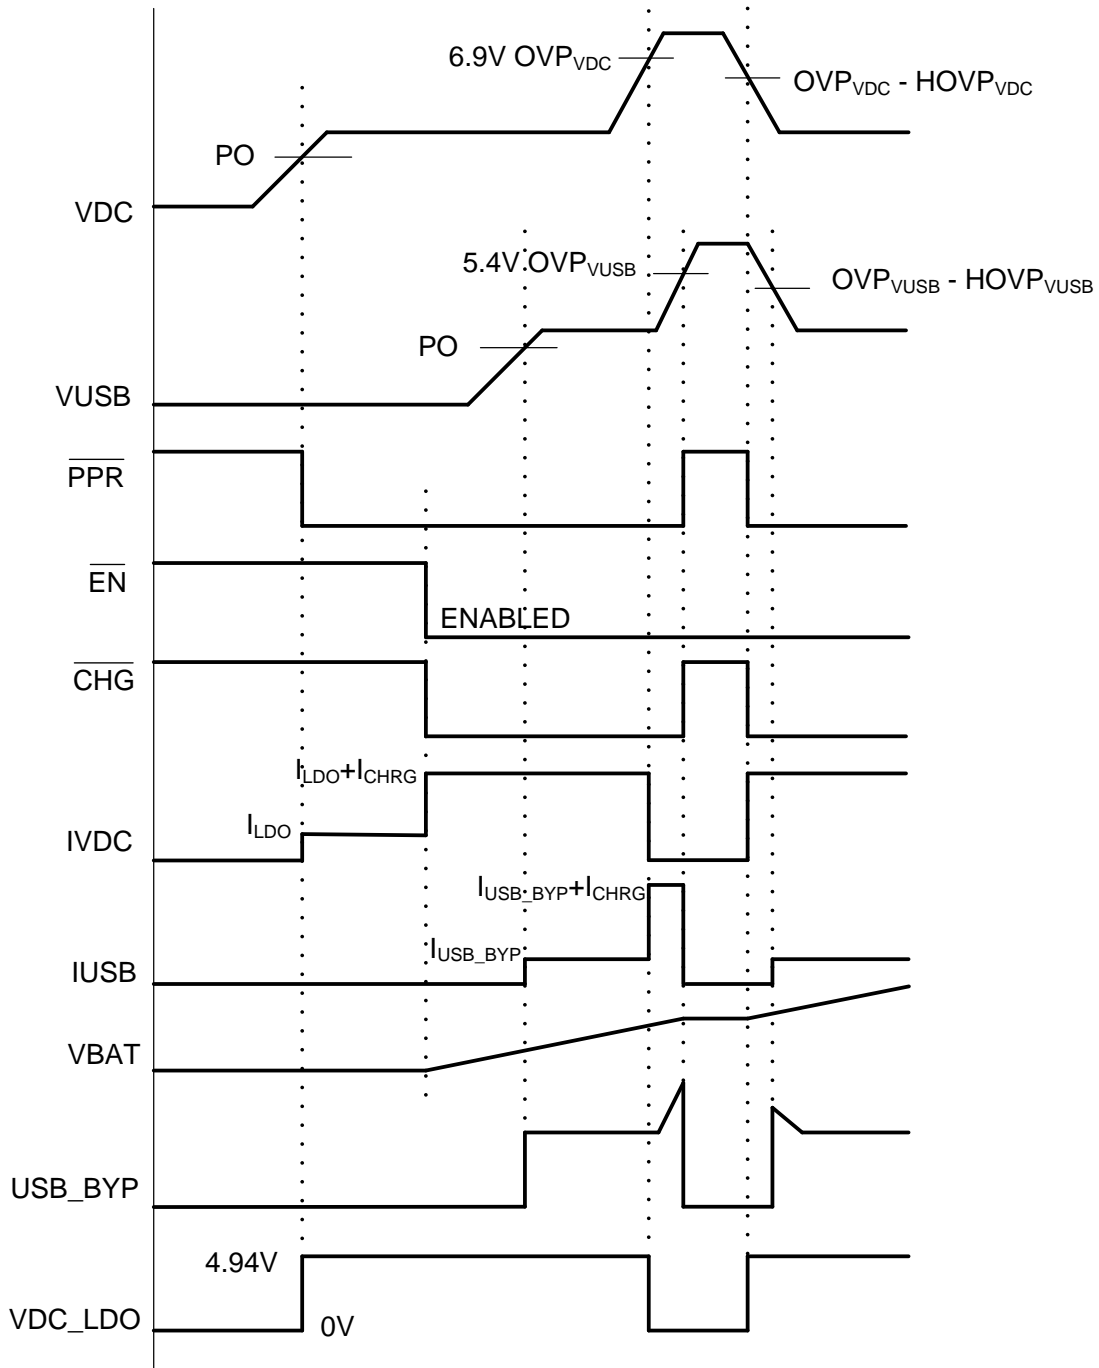 6.9V OVPVDC
OVPVDC - HOVPVDC
PO
VDC
5.4V OVPVUSB
OVPVUSB - HOVPVUSB
PO
VUSB
PPR
EN
ENABLED
CHG
ILDO+ICHRG
ILDO
IVDC
IUSB_BYP+ICHRG
IUSB_BYP
IUSB
VBAT
USB_BYP
4.94V
VDC_LDO
0V